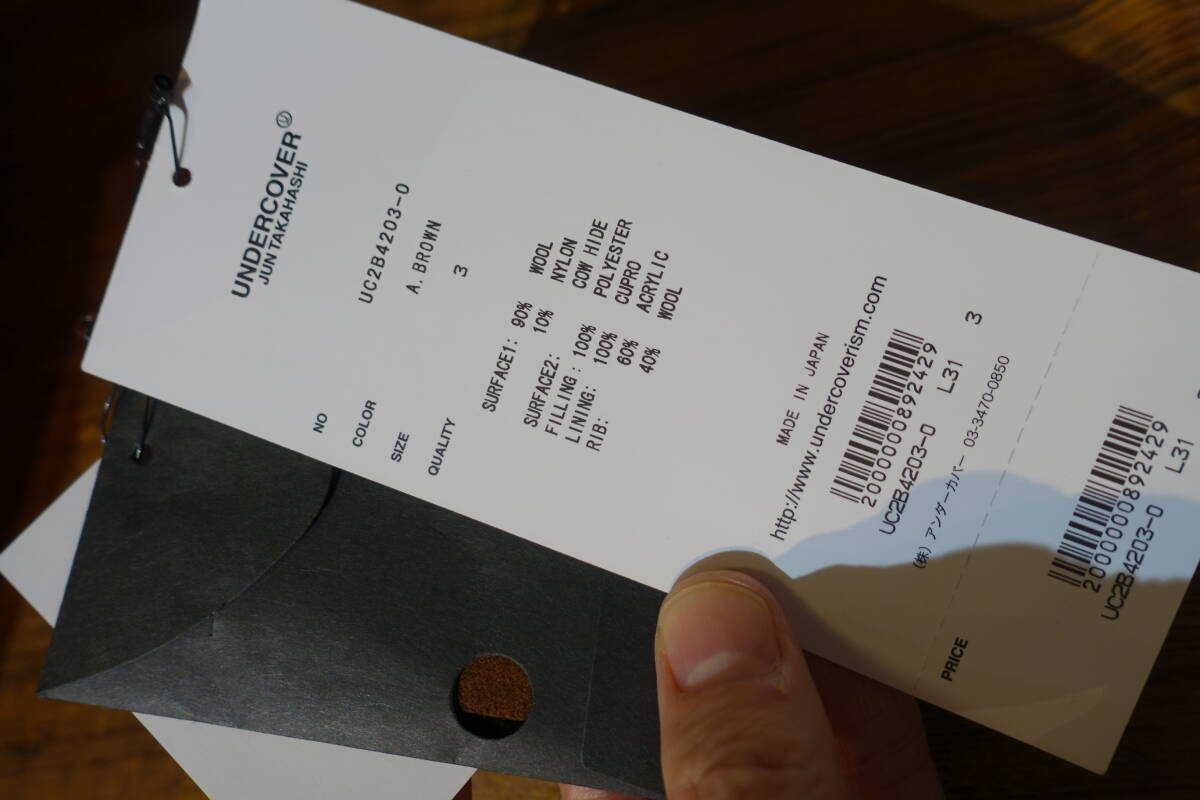 UNDERCOVER Ⓤ
JUN TAKAHASHI
NO UC2B4203-0
COLOR A. BROWN
SIZE 3
QUALITY
SURFACE1: 90% WOOL
10% NYLON
SURFACE2: COW HIDE
FILLING: 100% POLYESTER
LINING: 100% CUPRO
RIB: 60% ACRYLIC
40% WOOL
MADE IN JAPAN
http://www.undercoverism.com
2000000892429
UC2B4203-0 L31 3
(株) アンダーカバー 03-3470-0850
PRICE
2000000892429
UC2B4203-0 L31